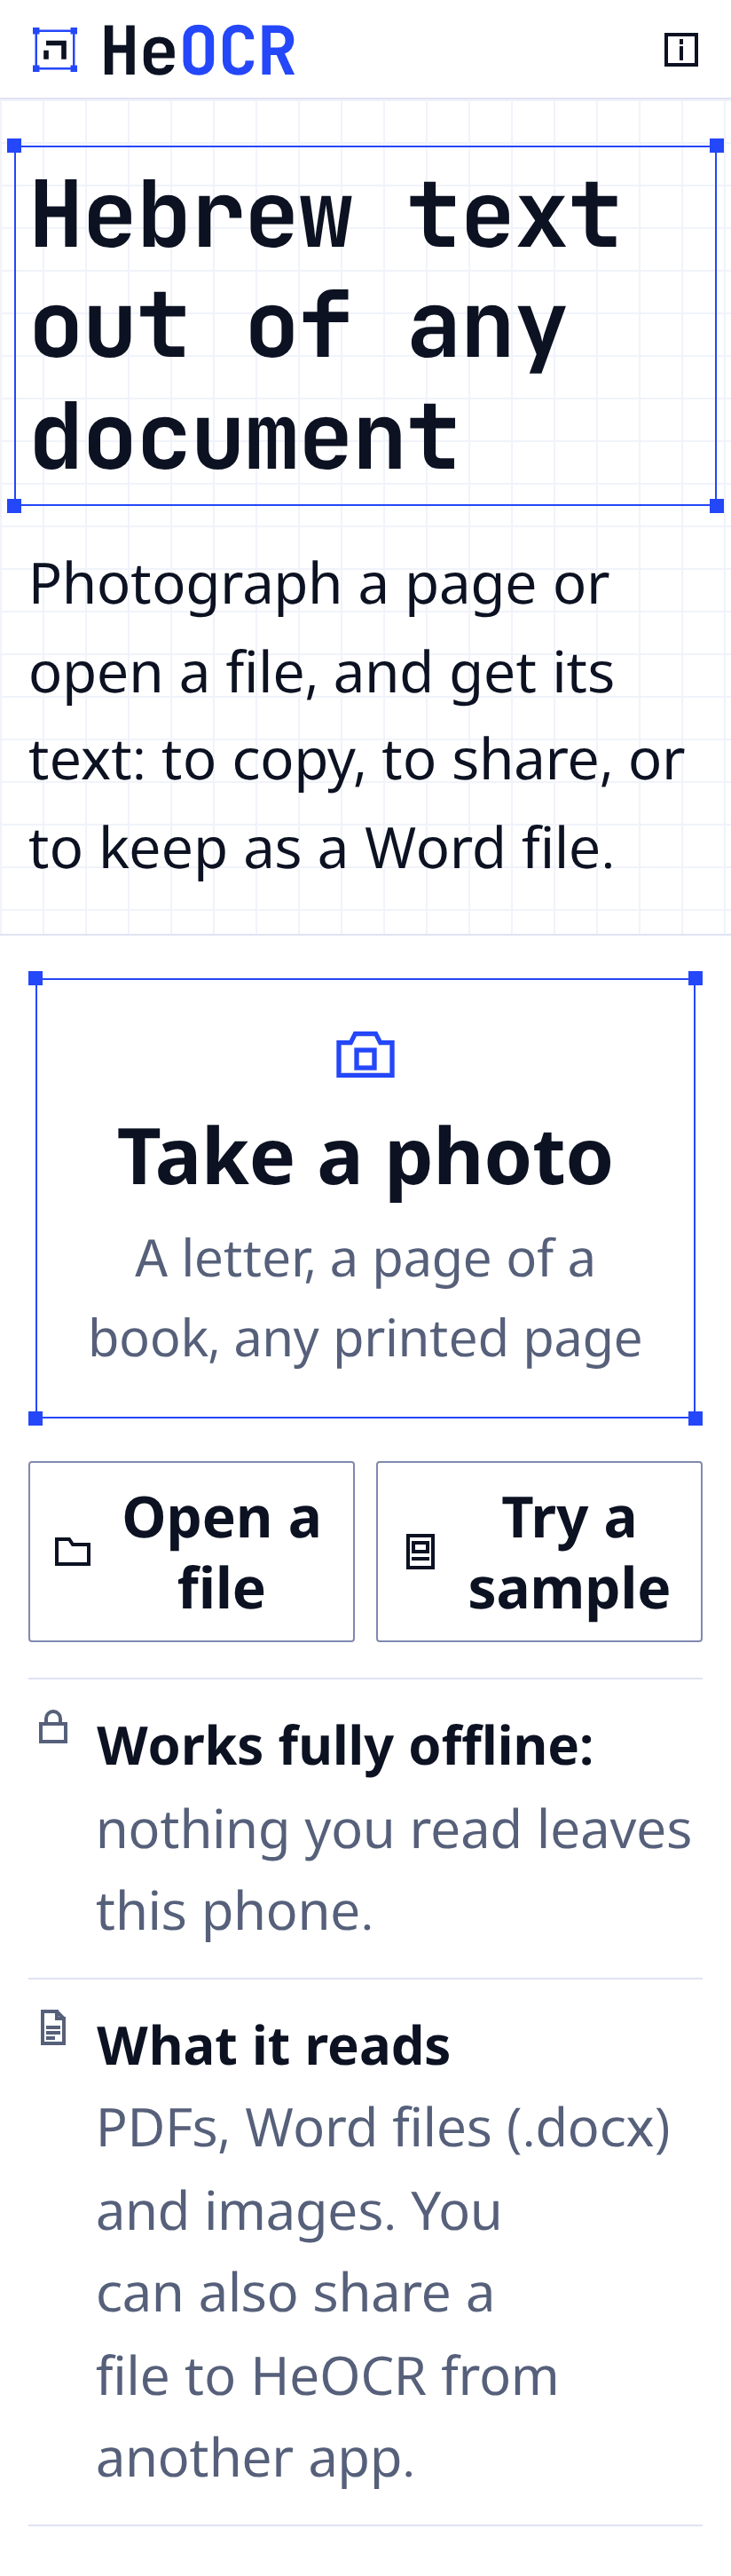 HeOCR
Hebrew text
out of any
document
Photograph a page or
open a file, and get its
text: to copy, to share, or
to keep as a Word file.
Take a photo
A letter, a page of a
book, any printed page
Open a
file
Try a
sample
Works fully offline:
nothing you read leaves
this phone.
What it reads
PDFs, Word files (.docx)
and images. You
can also share a
file to HeOCR from
another app.